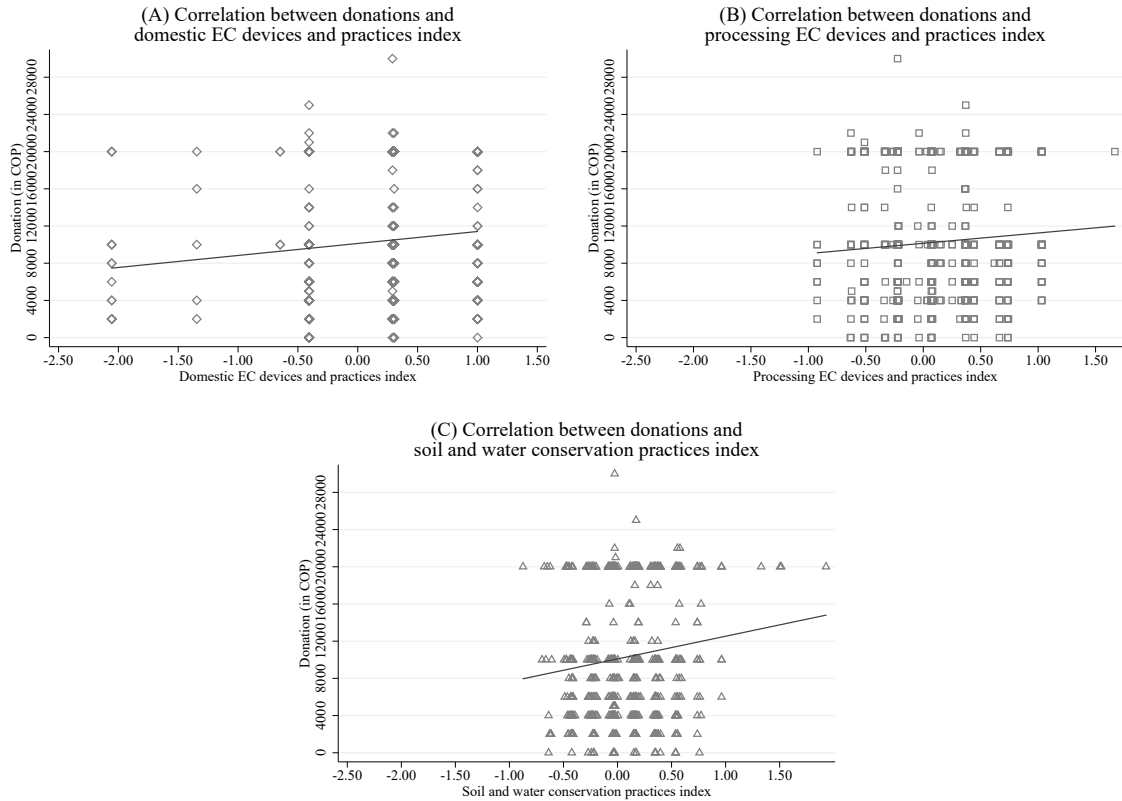 (A) Correlation between donations and
domestic EC devices and practices index
Donation (in COP)
0 4000 8000 12000 16000 20000 24000 28000
-2.50 -2.00 -1.50 -1.00 -0.50 0.00 0.50 1.00 1.50
Domestic EC devices and practices index
(B) Correlation between donations and
processing EC devices and practices index
Donation (in COP)
0 4000 8000 12000 16000 20000 24000 28000
-2.50 -2.00 -1.50 -1.00 -0.50 0.00 0.50 1.00 1.50
Processing EC devices and practices index
(C) Correlation between donations and
soil and water conservation practices index
Donation (in COP)
0 4000 8000 12000 16000 20000 24000 28000
-2.50 -2.00 -1.50 -1.00 -0.50 0.00 0.50 1.00 1.50
Soil and water conservation practices index